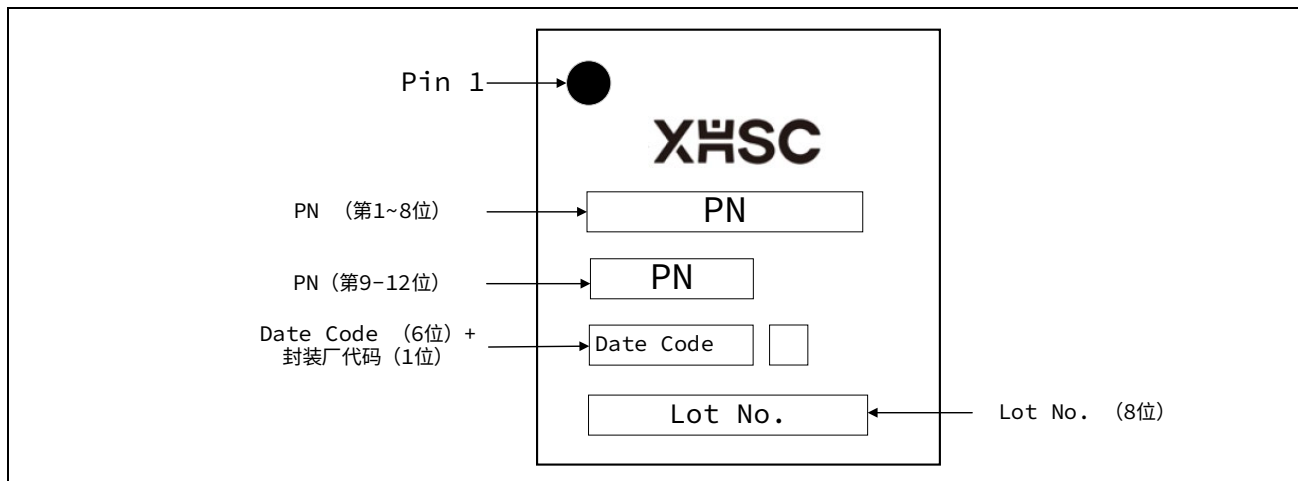 Pin 1
XHSC
PN （第1~8位）
PN
PN（第9-12位）
PN
Date Code （6位）+
封装厂代码（1位）
Date Code
Lot No.
Lot No. （8位）